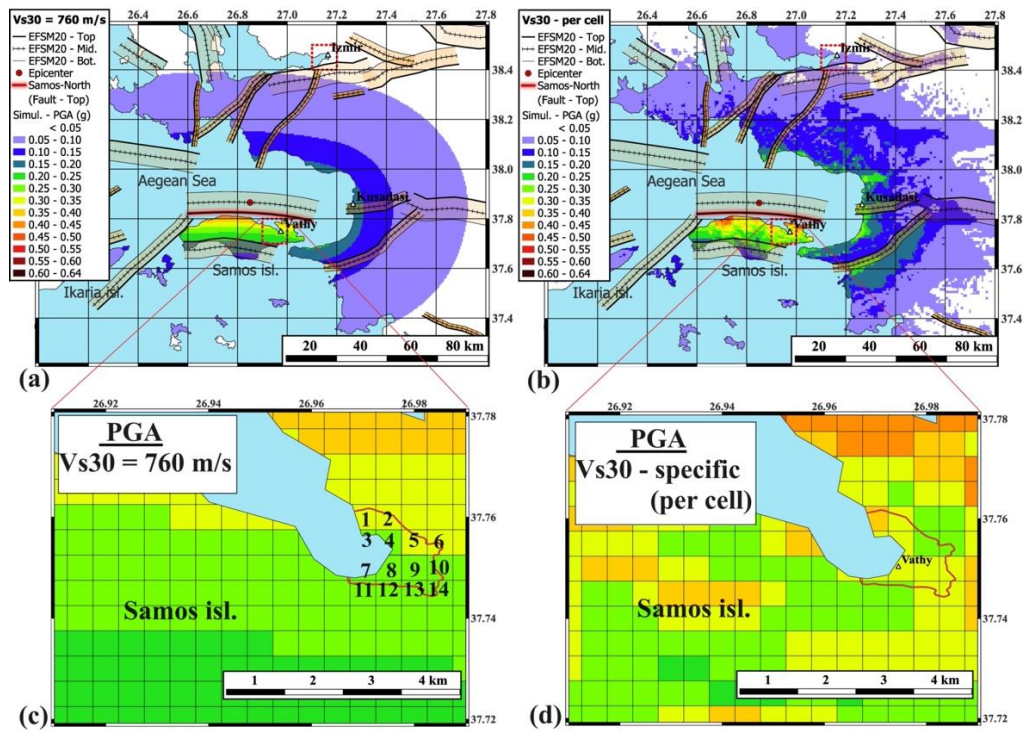 26.6 26.8 27.0 27.2 27.4 27.6 27.8
Vs30 = 760 m/s
EFSM20 - Top
EFSM20 - Mid.
EFSM20 - Bot.
Epicenter
Samos-North
(Fault - Top)
Simul. - PGA (g)
< 0.05
0.05 - 0.10
0.10 - 0.15
0.15 - 0.20
0.20 - 0.25
0.25 - 0.30
0.30 - 0.35
0.35 - 0.40
0.40 - 0.45
0.45 - 0.50
0.50 - 0.55
0.55 - 0.60
0.60 - 0.64
Izmir
Aegean Sea
Kusadasi
Vathy
Samos isl.
Ikaria isl.
38.4
38.2
38.0
37.8
37.6
37.4
20 40 60 80 km
(a)
26.6 26.8 27.0 27.2 27.4 27.6 27.8
Vs30 - per cell
EFSM20 - Top
EFSM20 - Mid.
EFSM20 - Bot.
Epicenter
Samos-North
(Fault - Top)
Simul. - PGA (g)
< 0.05
0.05 - 0.10
0.10 - 0.15
0.15 - 0.20
0.20 - 0.25
0.25 - 0.30
0.30 - 0.35
0.35 - 0.40
0.40 - 0.45
0.45 - 0.50
0.50 - 0.55
0.55 - 0.60
0.60 - 0.64
Izmir
Aegean Sea
Kusadasi
Vathy
Samos isl.
Ikaria isl.
38.4
38.2
38.0
37.8
37.6
37.4
20 40 60 80 km
(b)
26.92 26.94 26.96 26.98
PGA
Vs30 = 760 m/s
1 2
3 4 5 6
7 8 9 10
11 12 13 14
Samos isl.
37.78
37.76
37.74
37.72
1 2 3 4 km
(c)
26.92 26.94 26.96 26.98
PGA
Vs30 - specific
(per cell)
Vathy
Samos isl.
37.78
37.76
37.74
37.72
1 2 3 4 km
(d)